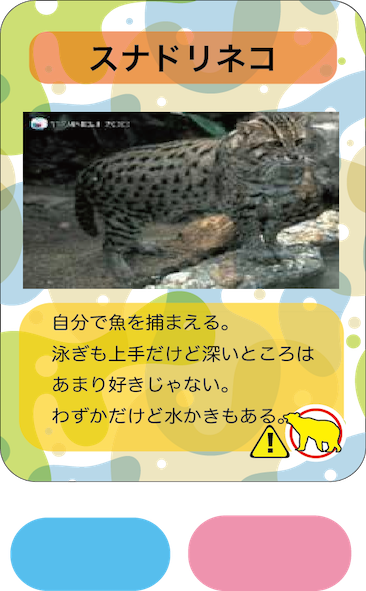 スナドリネコ
自分で魚を捕まえる。
泳ぎも上手だけど深いところは
あまり好きじゃない。
わずかだけど水かきもある。
!